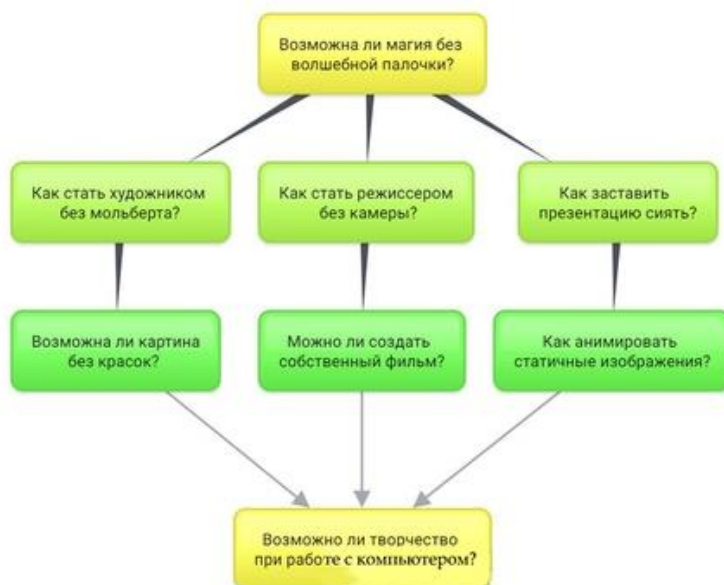 Возможна ли магия без
волшебной палочки?
Как стать художником
без мольберта?
Как стать режиссером
без камеры?
Как заставить
презентацию сиять?
Возможна ли картина
без красок?
Можно ли создать
собственный фильм?
Как анимировать
статичные изображения?
Возможно ли творчество
при работе с компьютером?